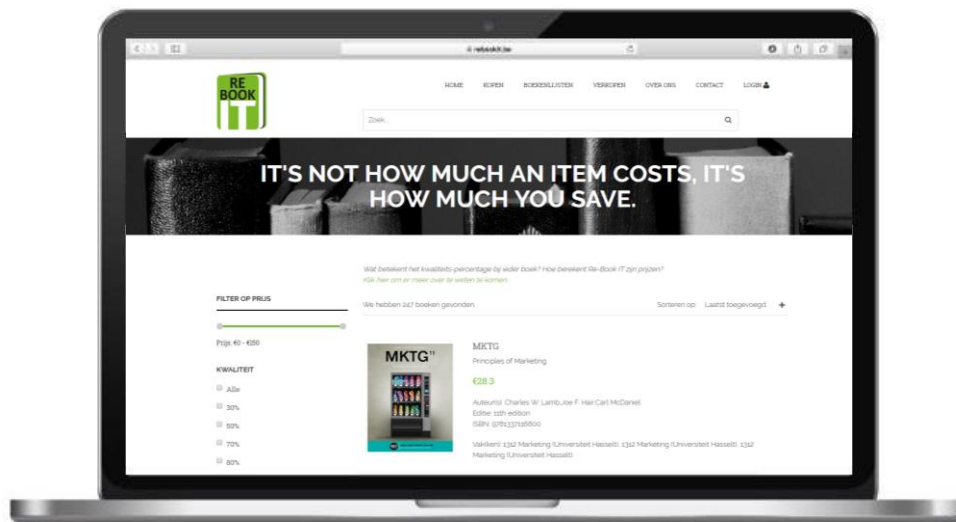 rebookit.be
RE
BOOK
IT
HOME KOPEN BOEKENLIJSTEN VERKOPEN OVER ONS CONTACT LOGIN
Zoek..
IT'S NOT HOW MUCH AN ITEM COSTS, IT'S
HOW MUCH YOU SAVE.
Wat betekent het kwaliteits-percentage bij ieder boek? Hoe berekent Re-Book IT zijn prijzen?
Klik hier om er meer over te weten te komen.
FILTER OP PRIJS
We hebben 247 boeken gevonden.
Sorteren op: Laatst toegevoegd +
Prijs: €0 - €150
KWALITEIT
Alle
30%
50%
70%
80%
MKTG¹¹
MKTG
Principles of Marketing
€28.3
Auteur(s): Charles W. Lamb,Joe F. Hair,Carl McDaniel
Editie: 11th edition
ISBN: 9781337116800
Vak(ken): 1312 Marketing (Universiteit Hasselt), 1312 Marketing (Universiteit Hasselt), 1312
Marketing (Universiteit Hasselt)